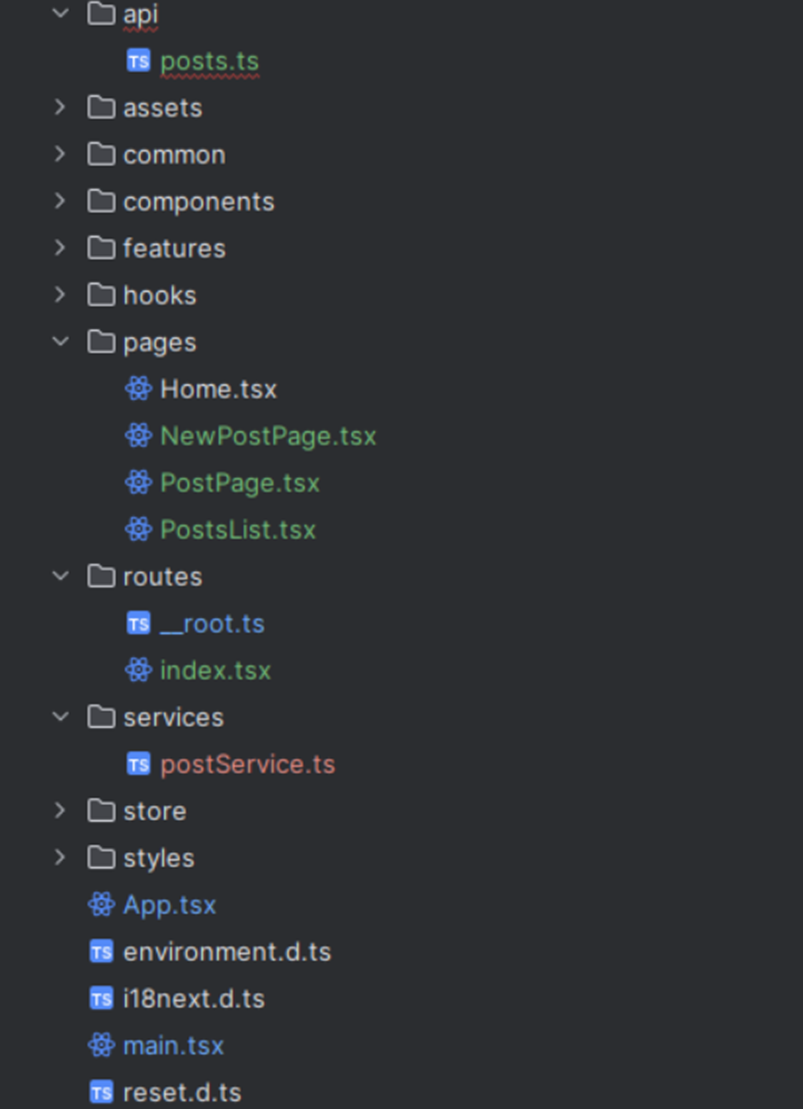 api
TS posts.ts
assets
common
components
features
hooks
pages
Home.tsx
NewPostPage.tsx
PostPage.tsx
PostsList.tsx
routes
TS __root.ts
index.tsx
services
TS postService.ts
store
styles
App.tsx
TS environment.d.ts
TS i18next.d.ts
main.tsx
TS reset.d.ts